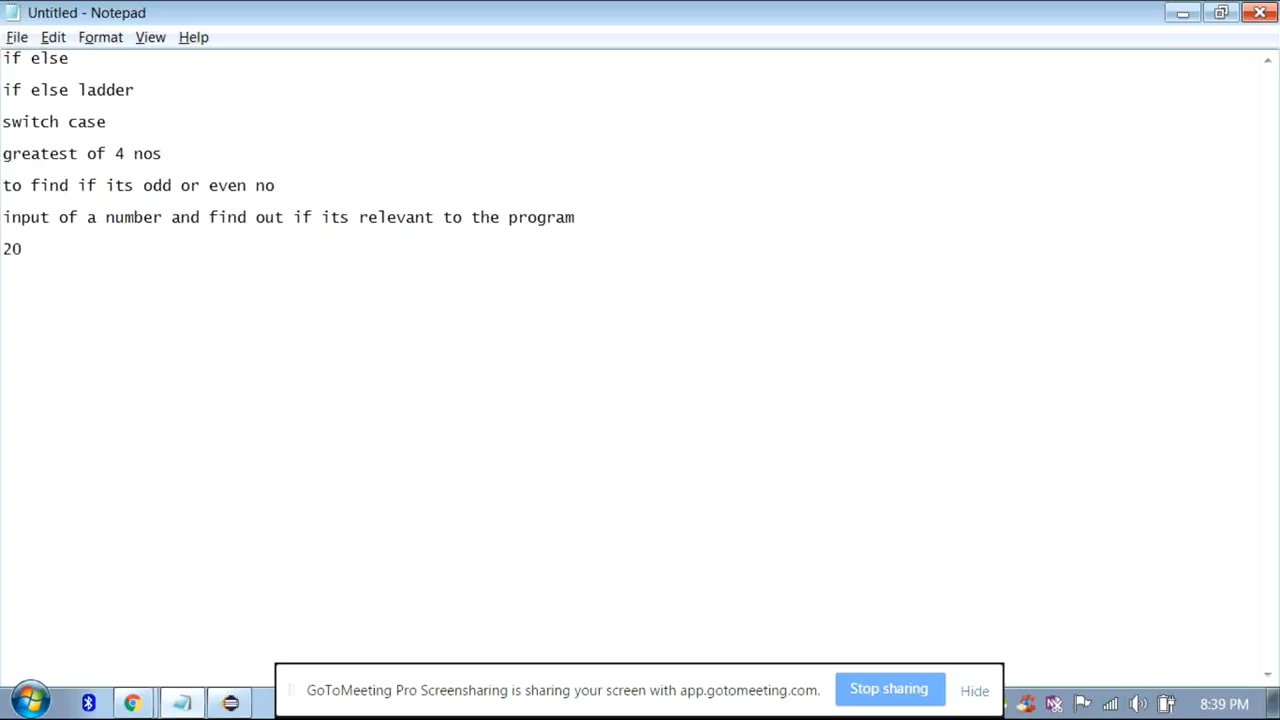 Untitled - Notepad
File Edit Format View Help
if else
if else ladder
switch case
greatest of 4 nos
to find if its odd or even no
input of a number and find out if its relevant to the program
20
GoToMeeting Pro Screensharing is sharing your screen with app.gotomeeting.com. Stop sharing Hide
8:39 PM